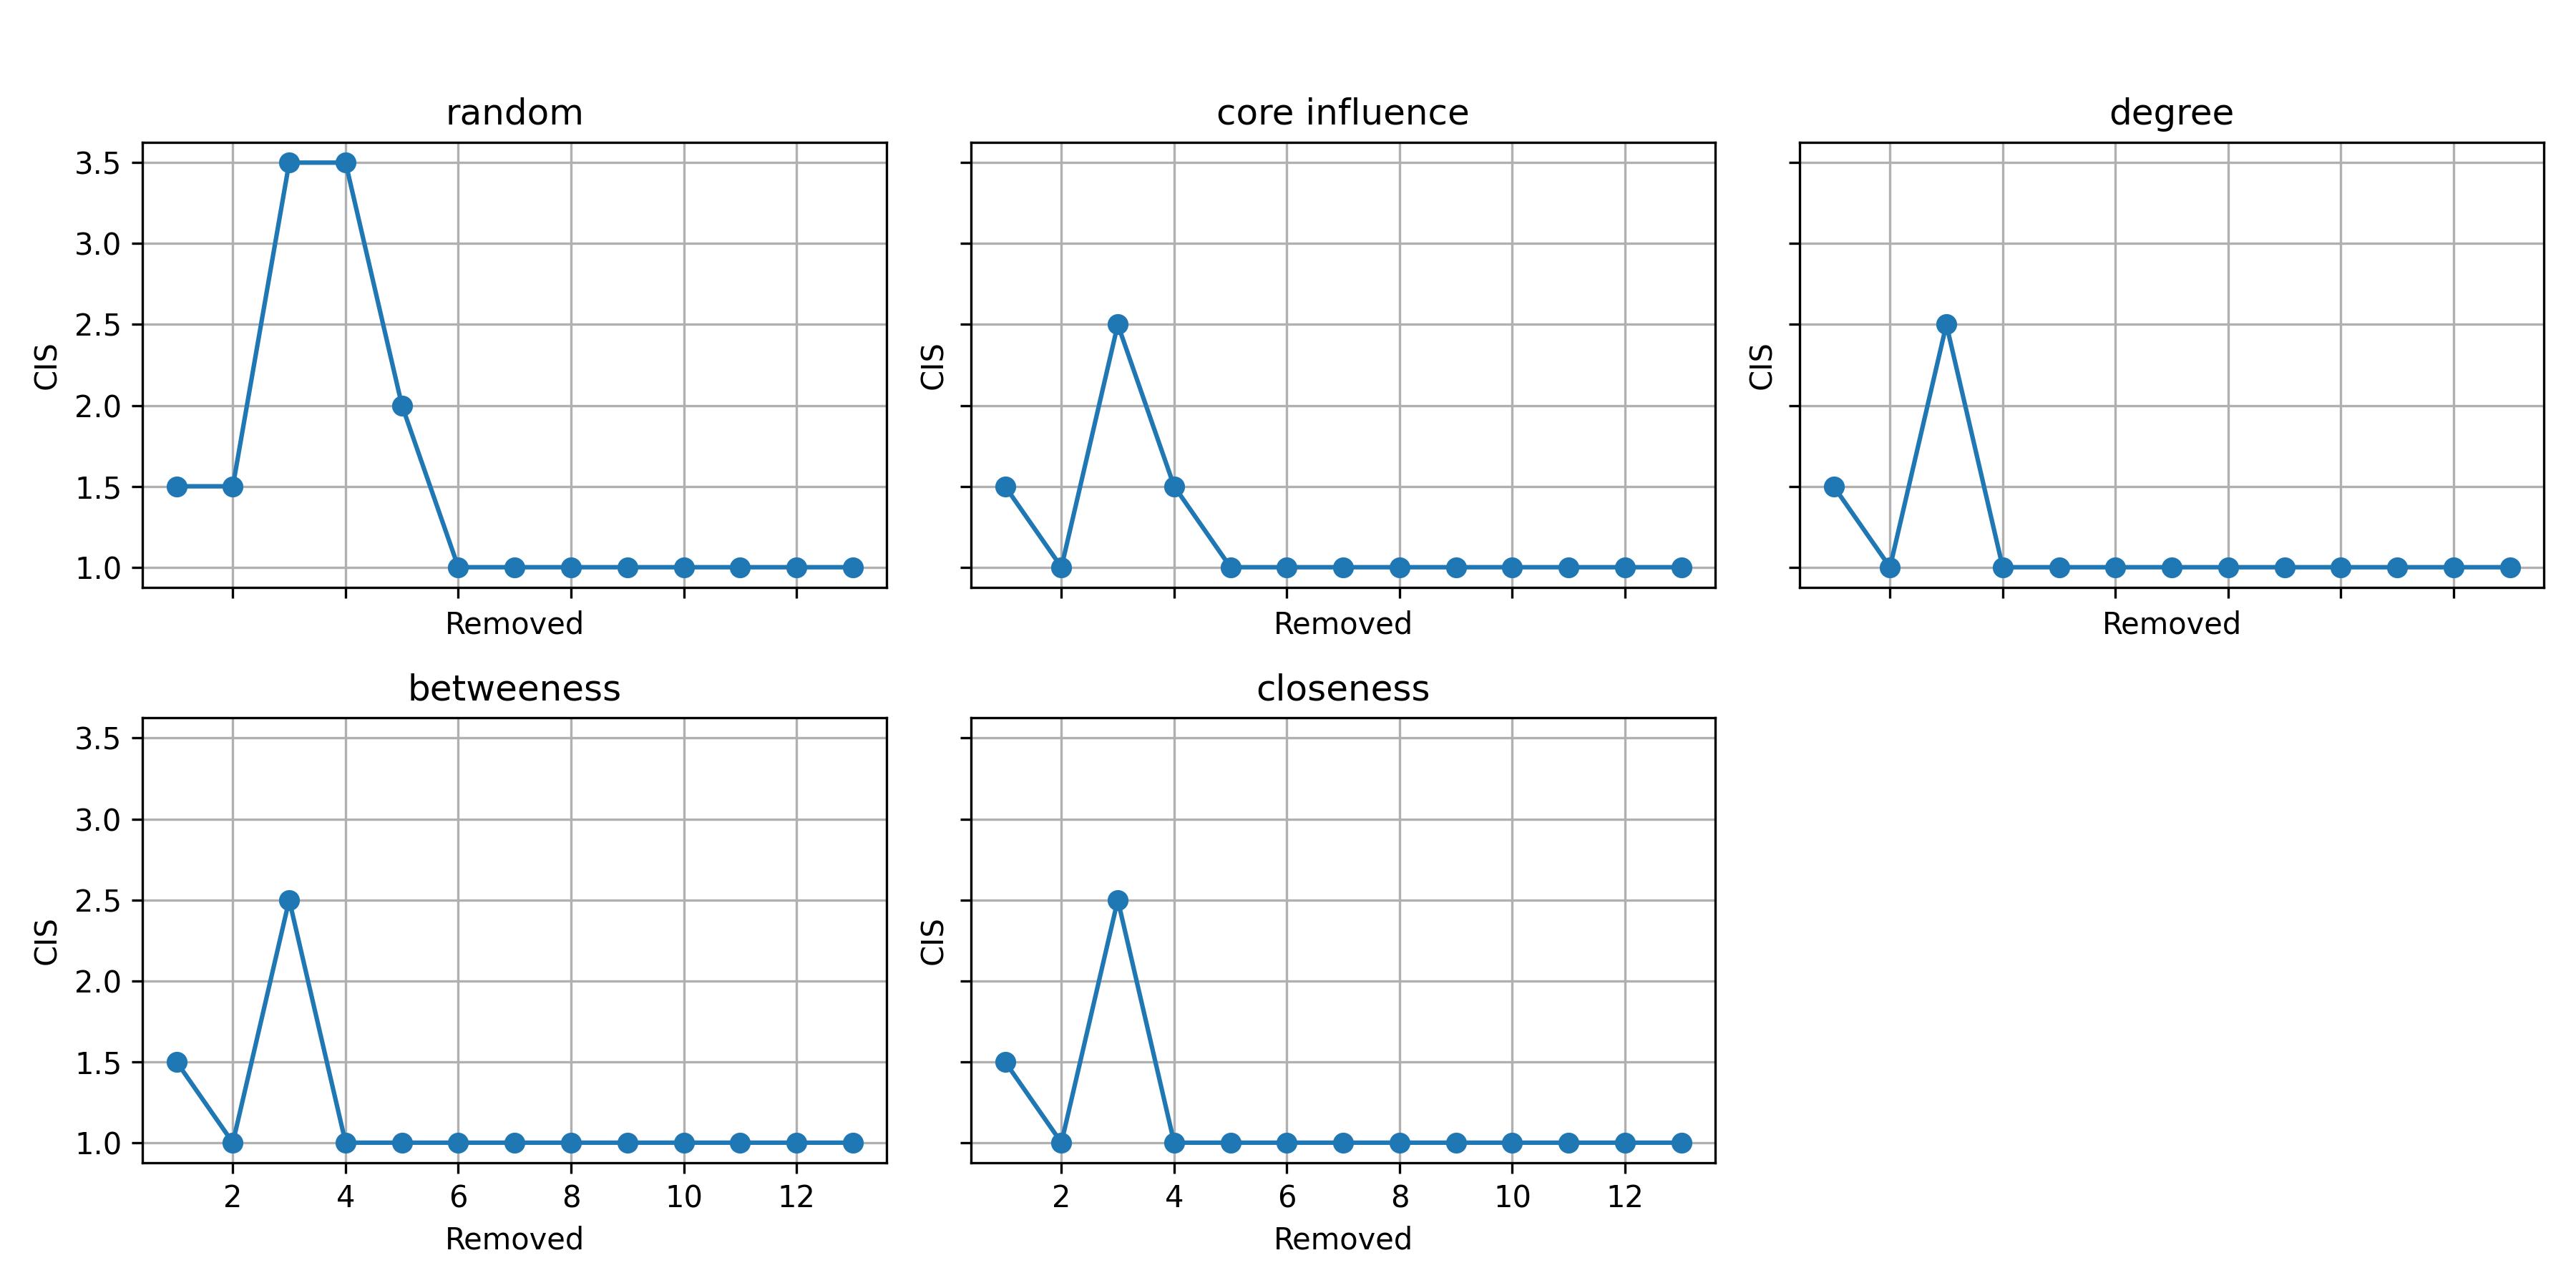 random
3.5
3.0
2.5
2.0
1.5
1.0
CIS
Removed
core influence
CIS
Removed
degree
CIS
Removed
betweeness
3.5
3.0
2.5
2.0
1.5
1.0
CIS
2 4 6 8 10 12
Removed
closeness
CIS
2 4 6 8 10 12
Removed